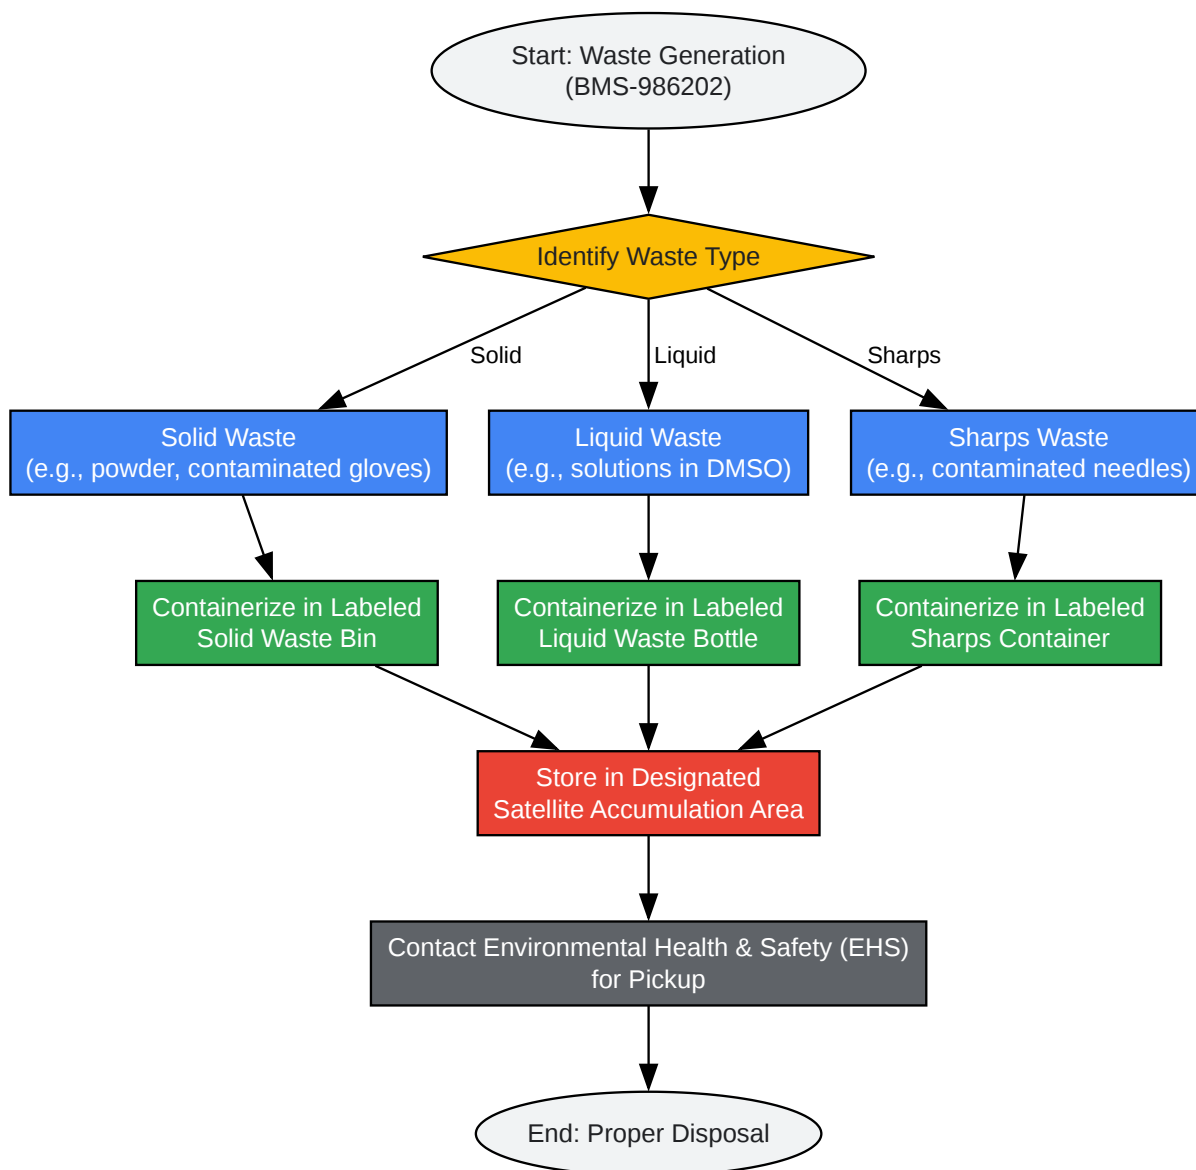 Start: Waste Generation
(BMS-986202)
Identify Waste Type
Solid
Liquid
Sharps
Solid Waste
(e.g., powder, contaminated gloves)
Liquid Waste
(e.g., solutions in DMSO)
Sharps Waste
(e.g., contaminated needles)
Containerize in Labeled
Solid Waste Bin
Containerize in Labeled
Liquid Waste Bottle
Containerize in Labeled
Sharps Container
Store in Designated
Satellite Accumulation Area
Contact Environmental Health & Safety (EHS)
for Pickup
End: Proper Disposal